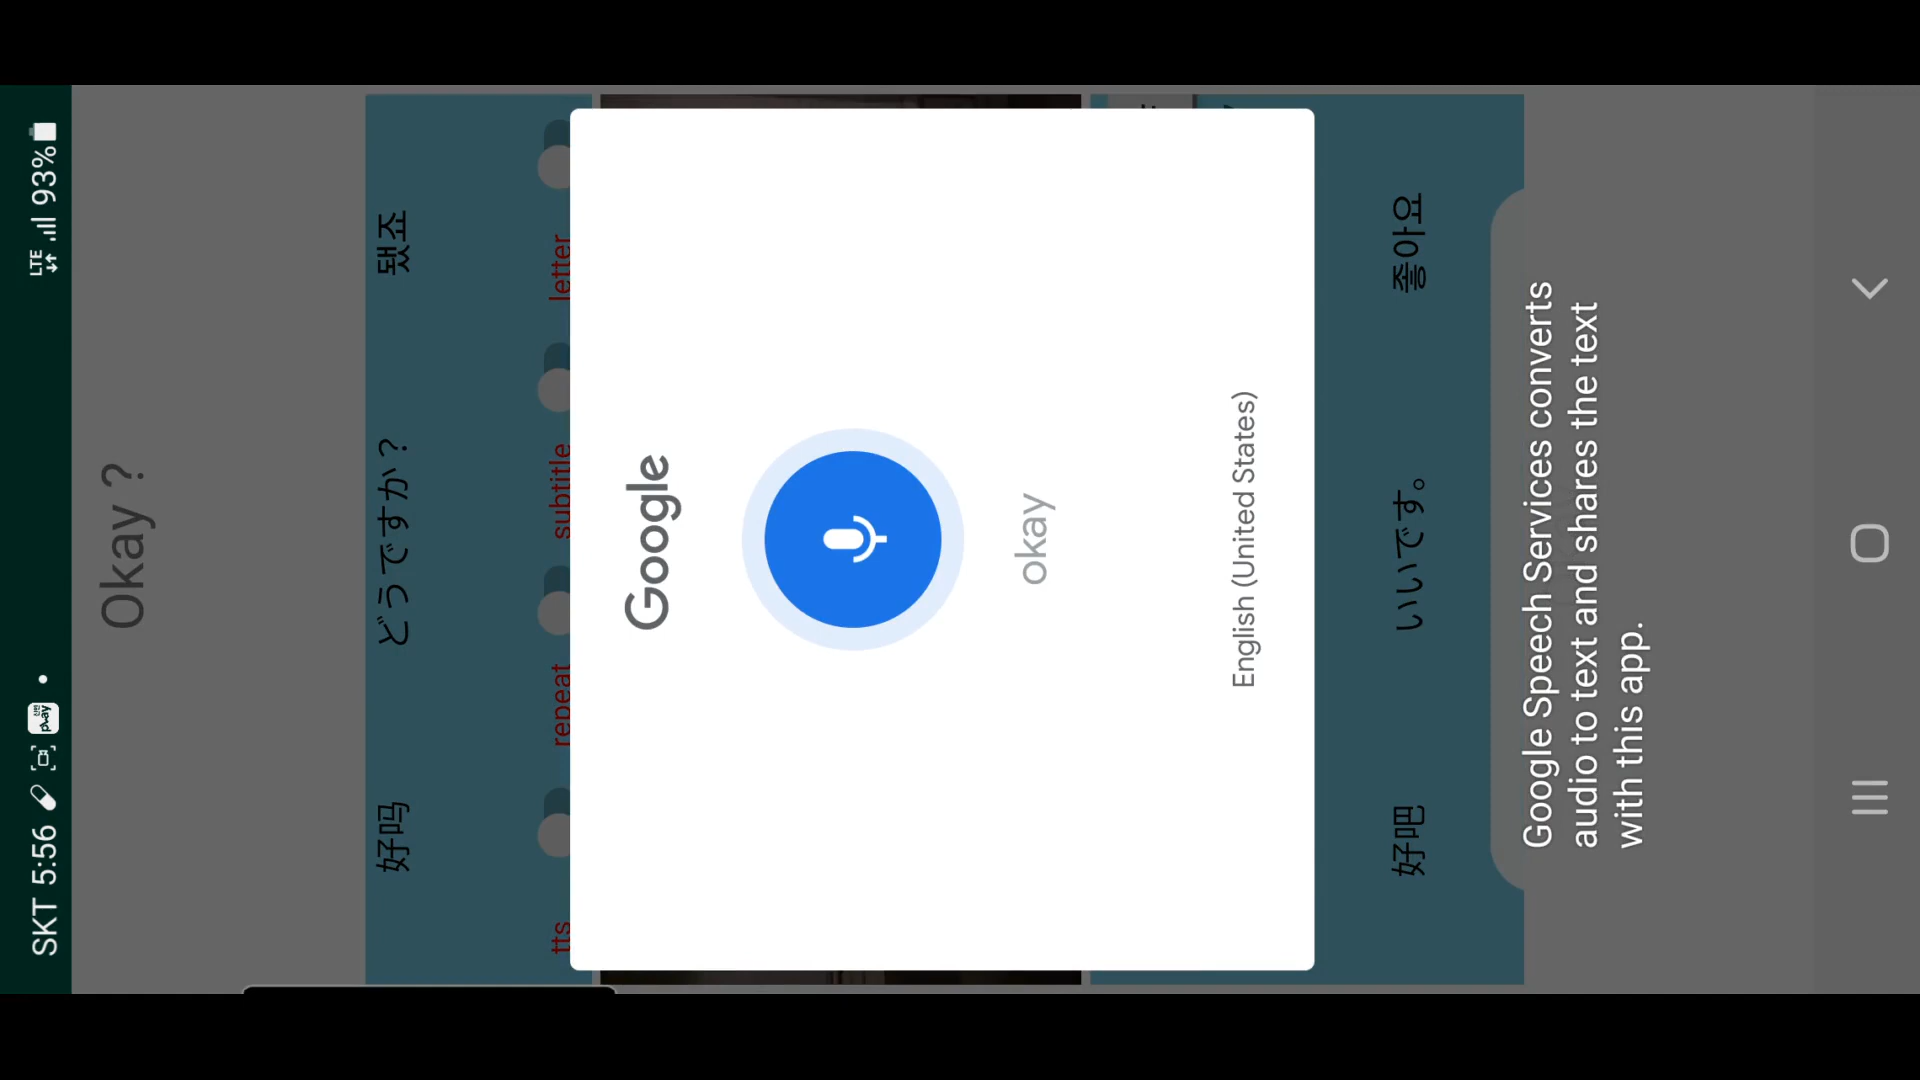 SKT 5:56 LTE 93%
Okay ?
好吗 どうですか？ 됐죠
tts repeat subtitle letter
Google
okay
English (United States)
好吧 いいです。 좋아요
Google Speech Services converts
audio to text and shares the text
with this app.